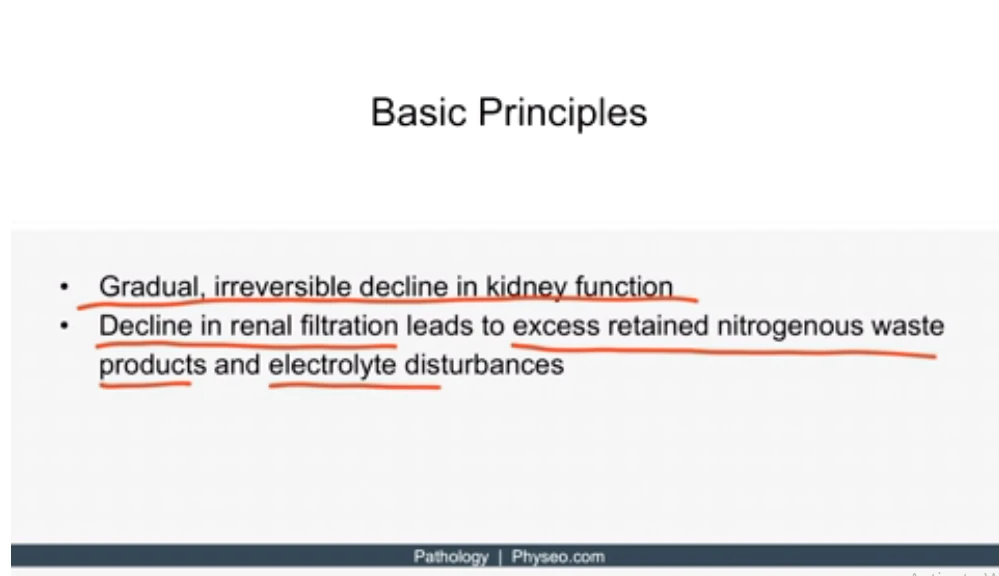 Basic Principles
• Gradual, irreversible decline in kidney function
• Decline in renal filtration leads to excess retained nitrogenous waste
products and electrolyte disturbances
Pathology | Physeo.com